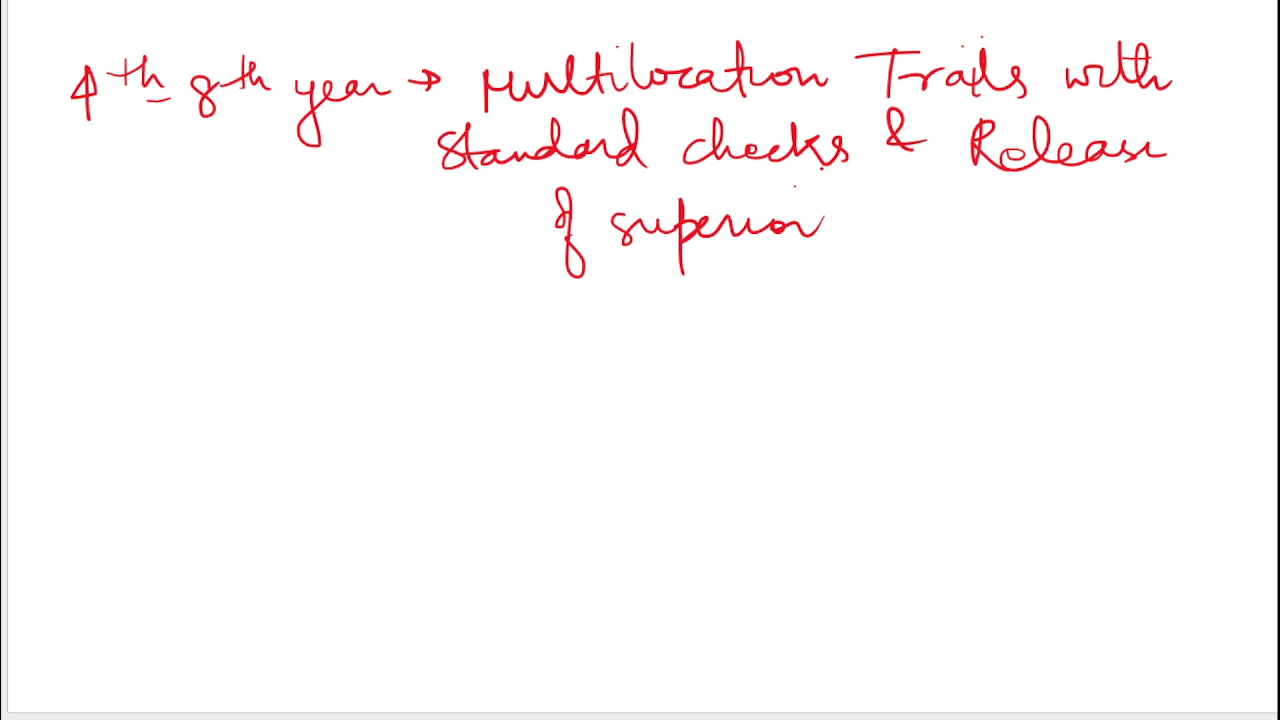 4th - 8th year → Multilocation Trails with
standard checks & Release
of superior